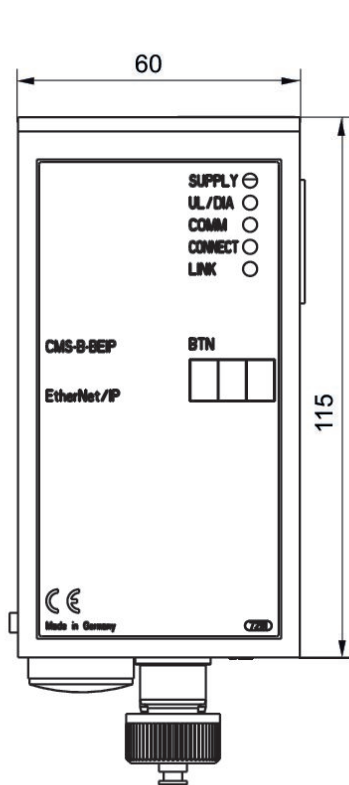 60
SUPPLY
UL/DIA
COMM
CONNECT
LINK
CMS-B-BEIP BTN
EtherNet/IP
115
CE
Made in Germany